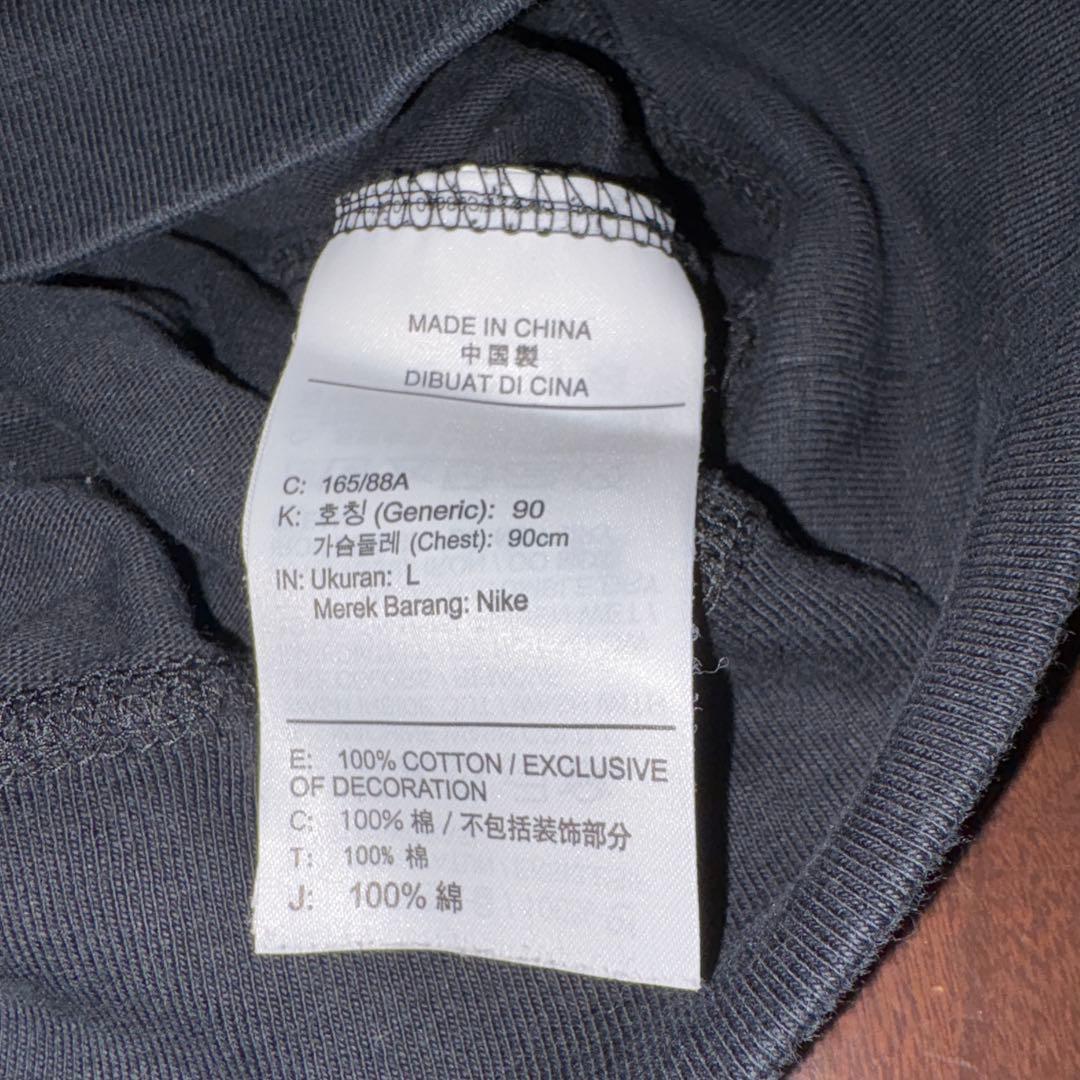 MADE IN CHINA
中国製
DIBUAT DI CINA
C: 165/88A
K: 호칭 (Generic): 90
가슴둘레 (Chest): 90cm
IN: Ukuran: L
Merek Barang: Nike
E: 100% COTTON / EXCLUSIVE
OF DECORATION
C: 100% 棉 / 不包括装饰部分
T: 100% 棉
J: 100% 綿